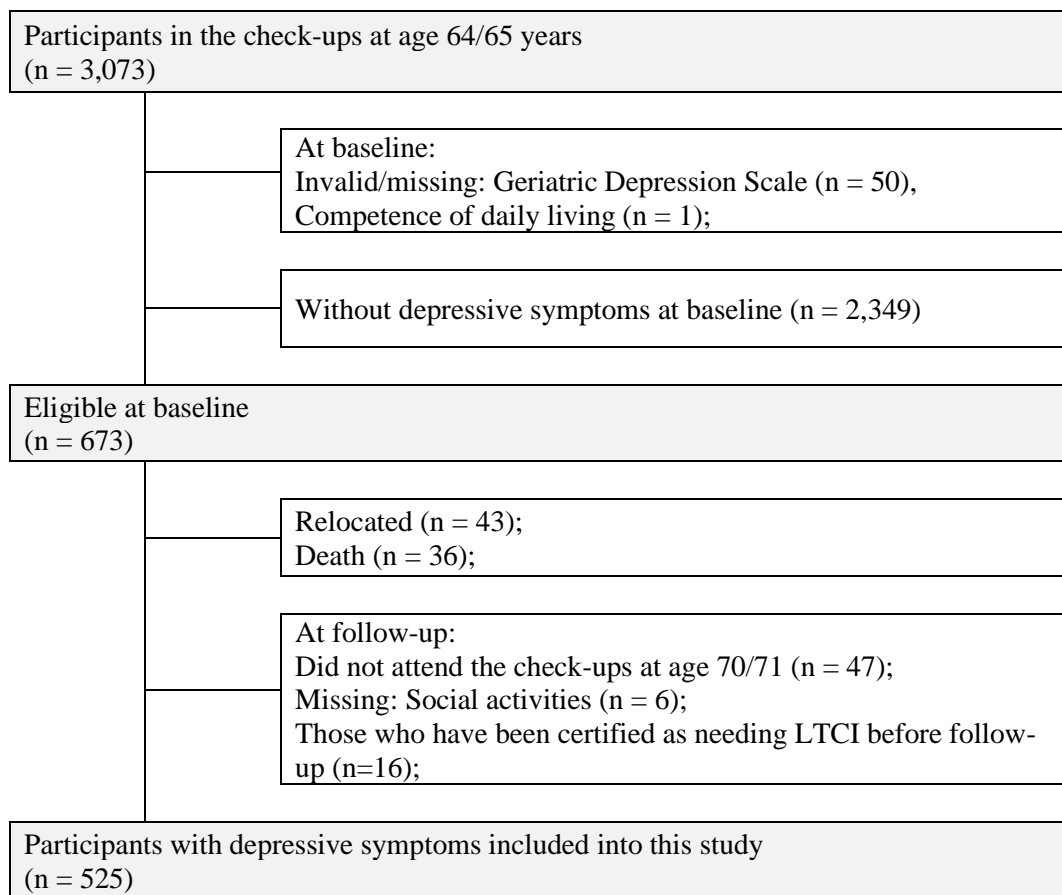 Participants in the check-ups at age 64/65 years
(n = 3,073)
At baseline:
Invalid/missing: Geriatric Depression Scale (n = 50),
Competence of daily living (n = 1);
Without depressive symptoms at baseline (n = 2,349)
Eligible at baseline
(n = 673)
Relocated (n = 43);
Death (n = 36);
At follow-up:
Did not attend the check-ups at age 70/71 (n = 47);
Missing: Social activities (n = 6);
Those who have been certified as needing LTCI before follow-
up (n=16);
Participants with depressive symptoms included into this study
(n = 525)